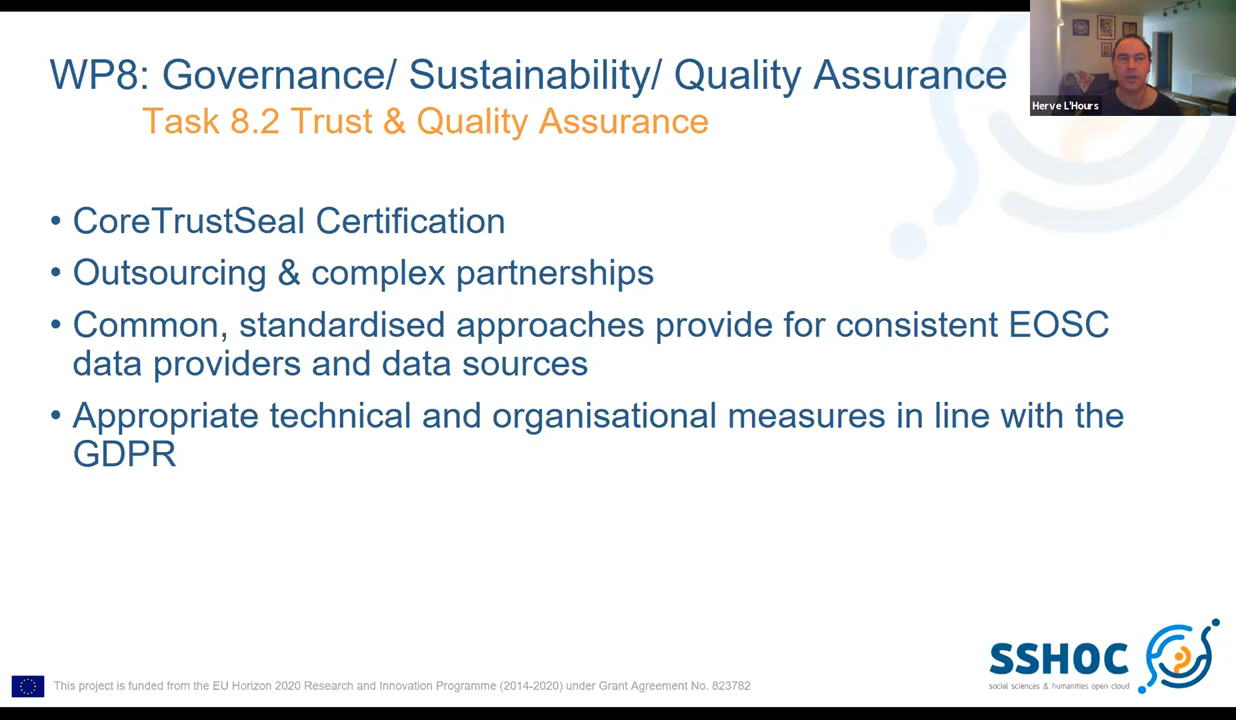 WP8: Governance/ Sustainability/ Quality Assurance
Task 8.2 Trust & Quality Assurance
Herve L'Hours
• CoreTrustSeal Certification
• Outsourcing & complex partnerships
• Common, standardised approaches provide for consistent EOSC
data providers and data sources
• Appropriate technical and organisational measures in line with the
GDPR
SSHOC
social sciences & humanities open cloud
This project is funded from the EU Horizon 2020 Research and Innovation Programme (2014-2020) under Grant Agreement No. 823782